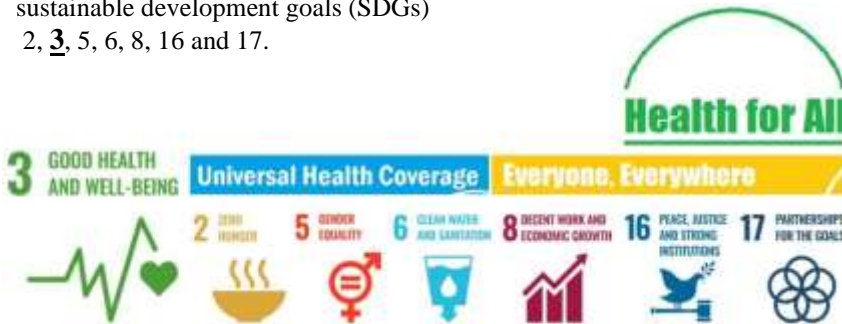 sustainable development goals (SDGs)
2, 3, 5, 6, 8, 16 and 17.
Health for All
3 GOOD HEALTH
AND WELL-BEING
Universal Health Coverage Everyone, Everywhere
2 ZERO
HUNGER
5 GENDER
EQUALITY
6 CLEAN WATER
AND SANITATION
8 DECENT WORK AND
ECONOMIC GROWTH
16 PEACE, JUSTICE
AND STRONG
INSTITUTIONS
17 PARTNERSHIPS
FOR THE GOALS